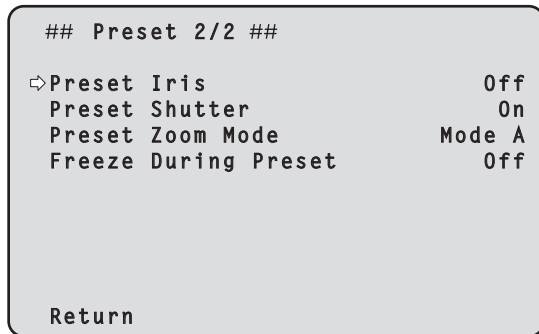 ## Preset 2/2 ##
⇨Preset Iris Off
Preset Shutter On
Preset Zoom Mode Mode A
Freeze During Preset Off
Return